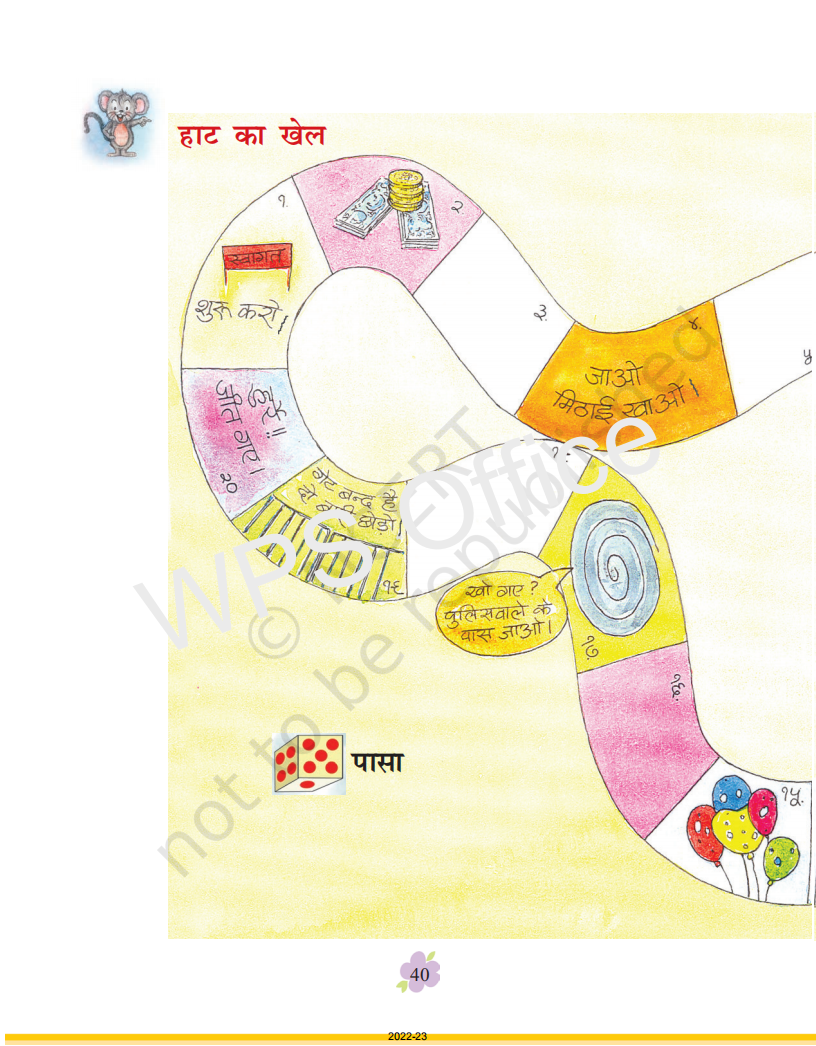 हाट का खेल
१.
स्वागत
शुरू करो।
२.
३.
४.
जाओ
मिठाई खाओ।
५
हुर्रे!!
जीत गए।
२०
गेट बन्द है
दो बारी छोड़ो।
१९
१८.
खो गए?
पुलिसवाले के
पास जाओ।
१७.
१६.
१५.
पासा
© NCERT
not to be republished
WPS Office
40
2022-23